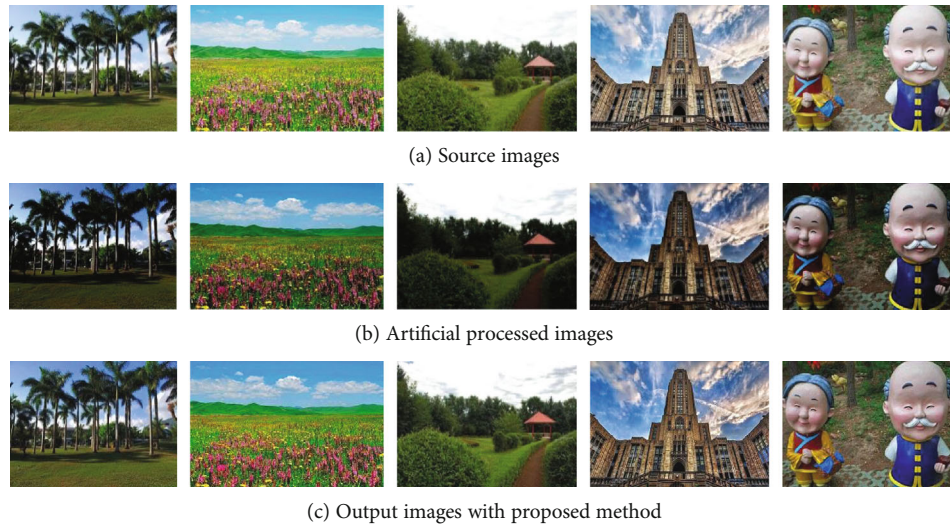 (a) Source images
(b) Artificial processed images
(c) Output images with proposed method